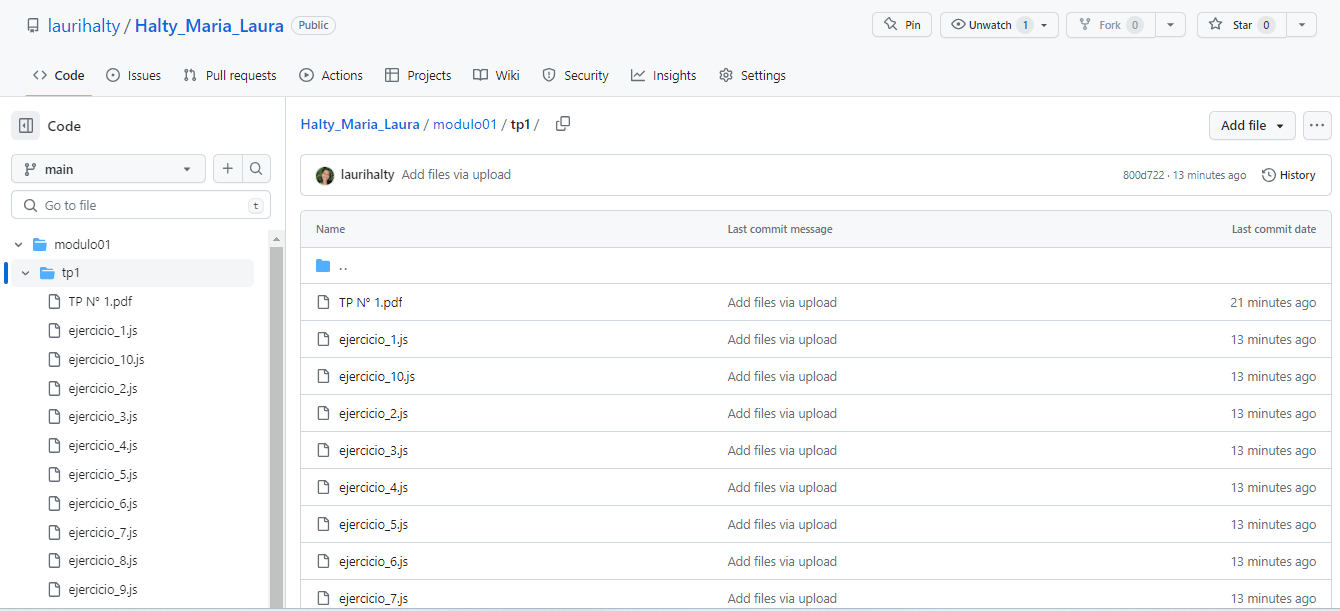 laurihalty / Halty_Maria_Laura Public
Pin Unwatch 1 Fork 0 Star 0
Code Issues Pull requests Actions Projects Wiki Security Insights Settings
Code
main
Go to file t
modulo01
tp1
TP N° 1.pdf
ejercicio_1.js
ejercicio_10.js
ejercicio_2.js
ejercicio_3.js
ejercicio_4.js
ejercicio_5.js
ejercicio_6.js
ejercicio_7.js
ejercicio_8.js
ejercicio_9.js
Halty_Maria_Laura / modulo01 / tp1 /
Add file
laurihalty Add files via upload 800d722 · 13 minutes ago History
Name Last commit message Last commit date
..
TP N° 1.pdf Add files via upload 21 minutes ago
ejercicio_1.js Add files via upload 13 minutes ago
ejercicio_10.js Add files via upload 13 minutes ago
ejercicio_2.js Add files via upload 13 minutes ago
ejercicio_3.js Add files via upload 13 minutes ago
ejercicio_4.js Add files via upload 13 minutes ago
ejercicio_5.js Add files via upload 13 minutes ago
ejercicio_6.js Add files via upload 13 minutes ago
ejercicio_7.js Add files via upload 13 minutes ago